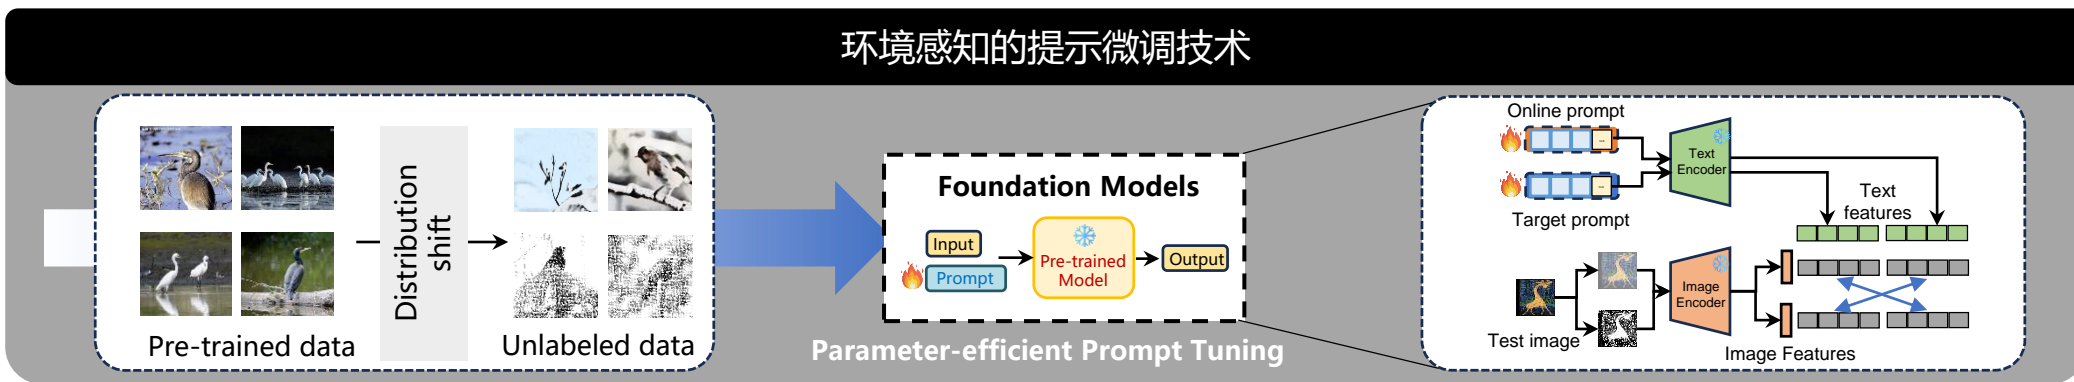 环境感知的提示微调技术
Pre-trained data
Distribution
shift
Unlabeled data
Foundation Models
Input
Prompt
Pre-trained
Model
Output
Parameter-efficient Prompt Tuning
Online prompt
...
...
Target prompt
Text
Encoder
Text
features
Test image
Image
Encoder
Image Features